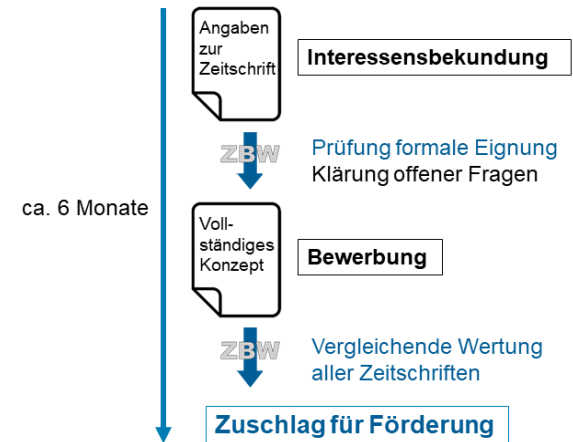 Angaben
zur
Zeitschrift
Interessensbekundung
ZBW
Prüfung formale Eignung
Klärung offener Fragen
ca. 6 Monate
Voll-
ständiges
Konzept
Bewerbung
ZBW
Vergleichende Wertung
aller Zeitschriften
Zuschlag für Förderung